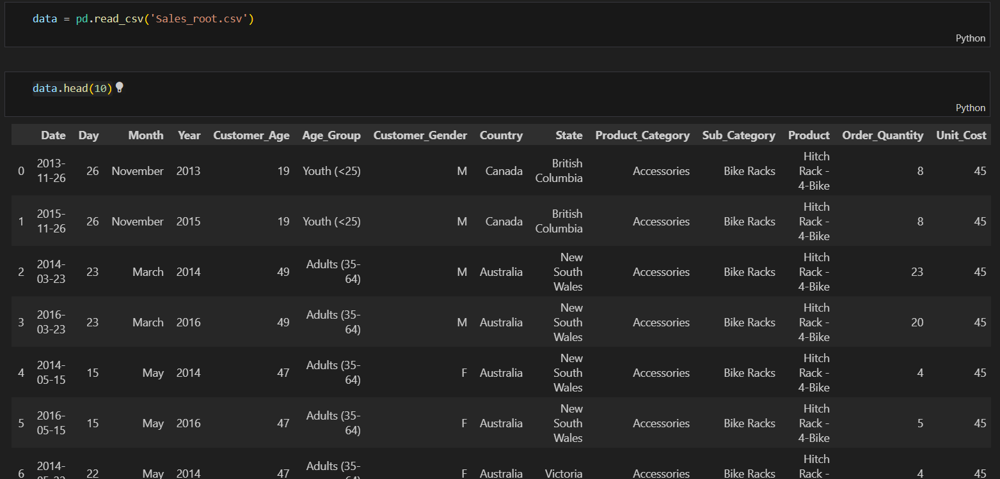 data = pd.read_csv('Sales_root.csv')
Python
data.head(10)
Python
Date Day Month Year Customer_Age Age_Group Customer_Gender Country State Product_Category Sub_Category Product Order_Quantity Unit_Cost
0 2013-11-26 26 November 2013 19 Youth (<25) M Canada British Columbia Accessories Bike Racks Hitch Rack - 4-Bike 8 45
1 2015-11-26 26 November 2015 19 Youth (<25) M Canada British Columbia Accessories Bike Racks Hitch Rack - 4-Bike 8 45
2 2014-03-23 23 March 2014 49 Adults (35-64) M Australia New South Wales Accessories Bike Racks Hitch Rack - 4-Bike 23 45
3 2016-03-23 23 March 2016 49 Adults (35-64) M Australia New South Wales Accessories Bike Racks Hitch Rack - 4-Bike 20 45
4 2014-05-15 15 May 2014 47 Adults (35-64) F Australia New South Wales Accessories Bike Racks Hitch Rack - 4-Bike 4 45
5 2016-05-15 15 May 2016 47 Adults (35-64) F Australia New South Wales Accessories Bike Racks Hitch Rack - 4-Bike 5 45
6 2014- 22 May 2014 47 Adults (35- F Australia Victoria Accessories Bike Racks Hitch Rack - 4 45